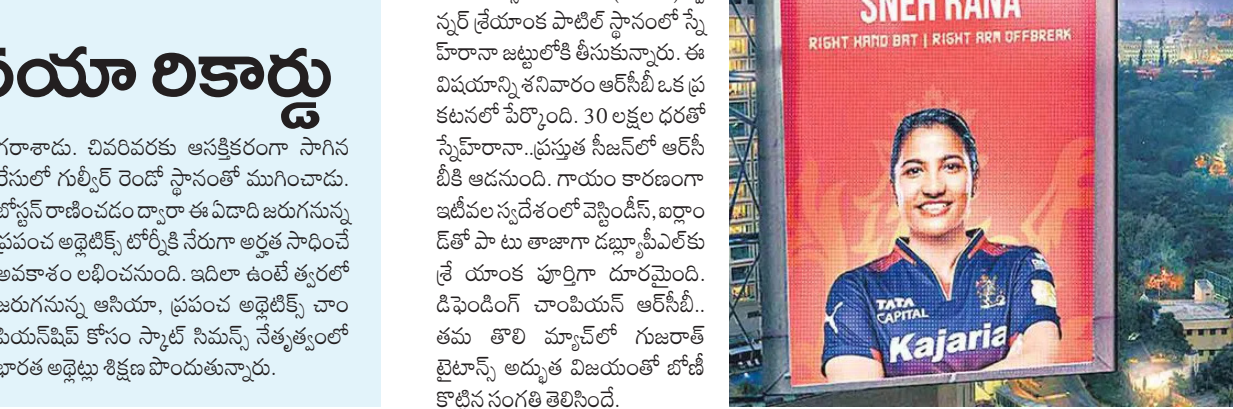 రికార్డు
గరాశాడు. చివరివరకు ఆసక్తికరంగా సాగిన
రేసులో గుల్వీర్ రెండో స్థానంతో ముగించాడు.
బోస్టన్ రాణించడం ద్వారా ఈ ఏడాది జరుగనున్న
ప్రపంచ అథ్లెటిక్స్ టోర్నీకి నేరుగా అర్హత సాధించే
అవకాశం లభించనుంది. ఇదిలా ఉంటే త్వరలో
జరుగనున్న ఆసియా, ప్రపంచ అథ్లెటిక్స్ చాం
పియన్‌షిప్ కోసం స్కాట్ సిమన్స్ నేతృత్వంలో
భారత అథ్లెట్లు శిక్షణ పొందుతున్నారు.
న్నర్ శ్రేయాంక పాటిల్ స్థానంలో స్నే
హ్‌రానా జట్టులోకి తీసుకున్నారు. ఈ
విషయాన్ని శనివారం ఆర్‌సీబీ ఒక ప్ర
కటనలో పేర్కొంది. 30 లక్షల ధరతో
స్నేహ్‌రానా..ప్రస్తుత సీజన్‌లో ఆర్‌సీ
బీకి ఆడనుంది. గాయం కారణంగా
ఇటీవల స్వదేశంలో వెస్టిండీస్, ఐర్లాం
డ్‌తో పా టు తాజాగా డబ్ల్యూపీఎల్‌కు
శ్రే యాంక పూర్తిగా దూరమైంది.
డిఫెండింగ్ చాంపియన్ ఆర్‌సీబీ..
తమ తొలి మ్యాచ్‌లో గుజరాత్
టైటాన్స్ అద్భుత విజయంతో బోణీ
కొట్టిన సంగతి తెలిసిందే.
SNEH RANA
RIGHT HAND BAT | RIGHT ARM OFFBREAK
TATA
CAPITAL
Kajaria